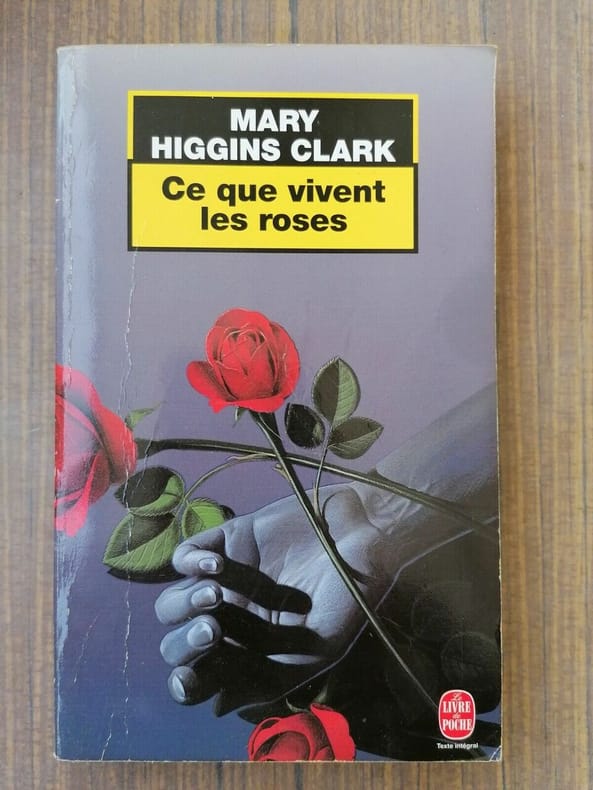 MARY
HIGGINS CLARK
Ce que vivent
les roses
Le
LIVRE
de
POCHE
Texte intégral